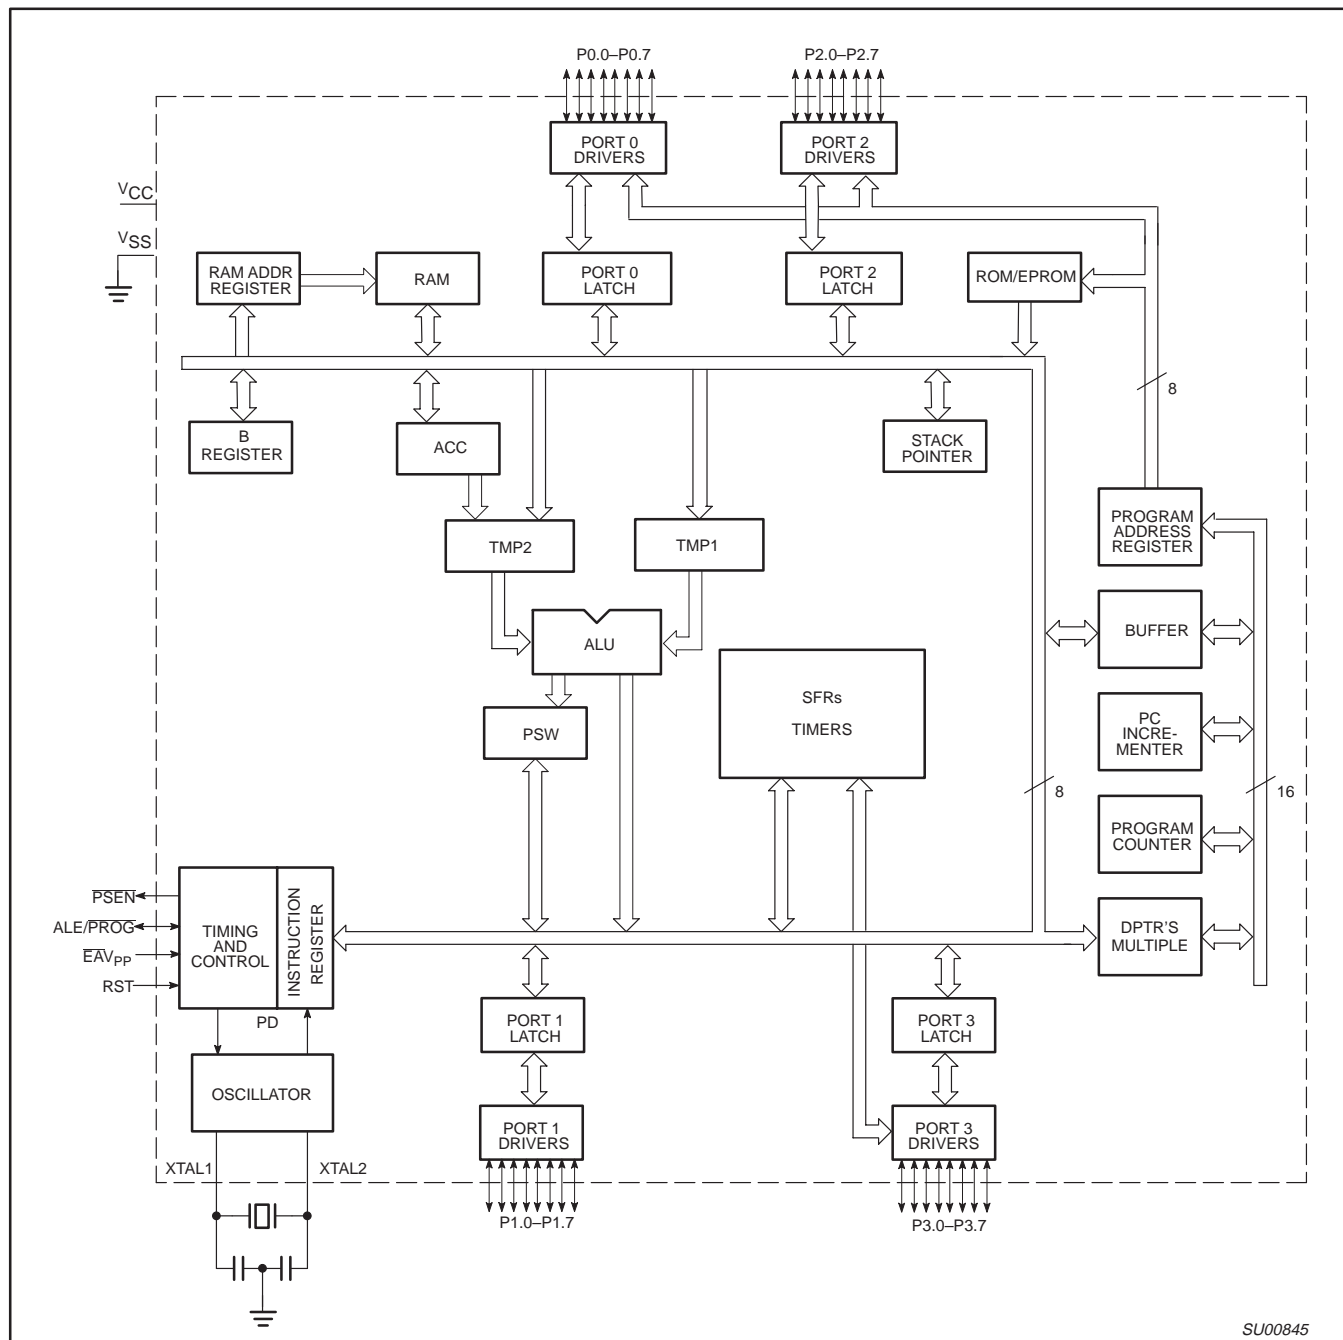 P0.0–P0.7
P2.0–P2.7
PORT 0
DRIVERS
PORT 2
DRIVERS
VCC
VSS
RAM ADDR
REGISTER
RAM
PORT 0
LATCH
PORT 2
LATCH
ROM/EPROM
8
B
REGISTER
ACC
STACK
POINTER
PROGRAM
ADDRESS
REGISTER
TMP2
TMP1
ALU
BUFFER
SFRs
TIMERS
PSW
PC
INCRE-
MENTER
8
16
PROGRAM
COUNTER
PSEN
ALE/PROG
EAVPP
RST
TIMING
AND
CONTROL
INSTRUCTION
REGISTER
DPTR'S
MULTIPLE
PD
PORT 1
LATCH
PORT 3
LATCH
OSCILLATOR
PORT 1
DRIVERS
PORT 3
DRIVERS
XTAL1
XTAL2
P1.0–P1.7
P3.0–P3.7
SU00845